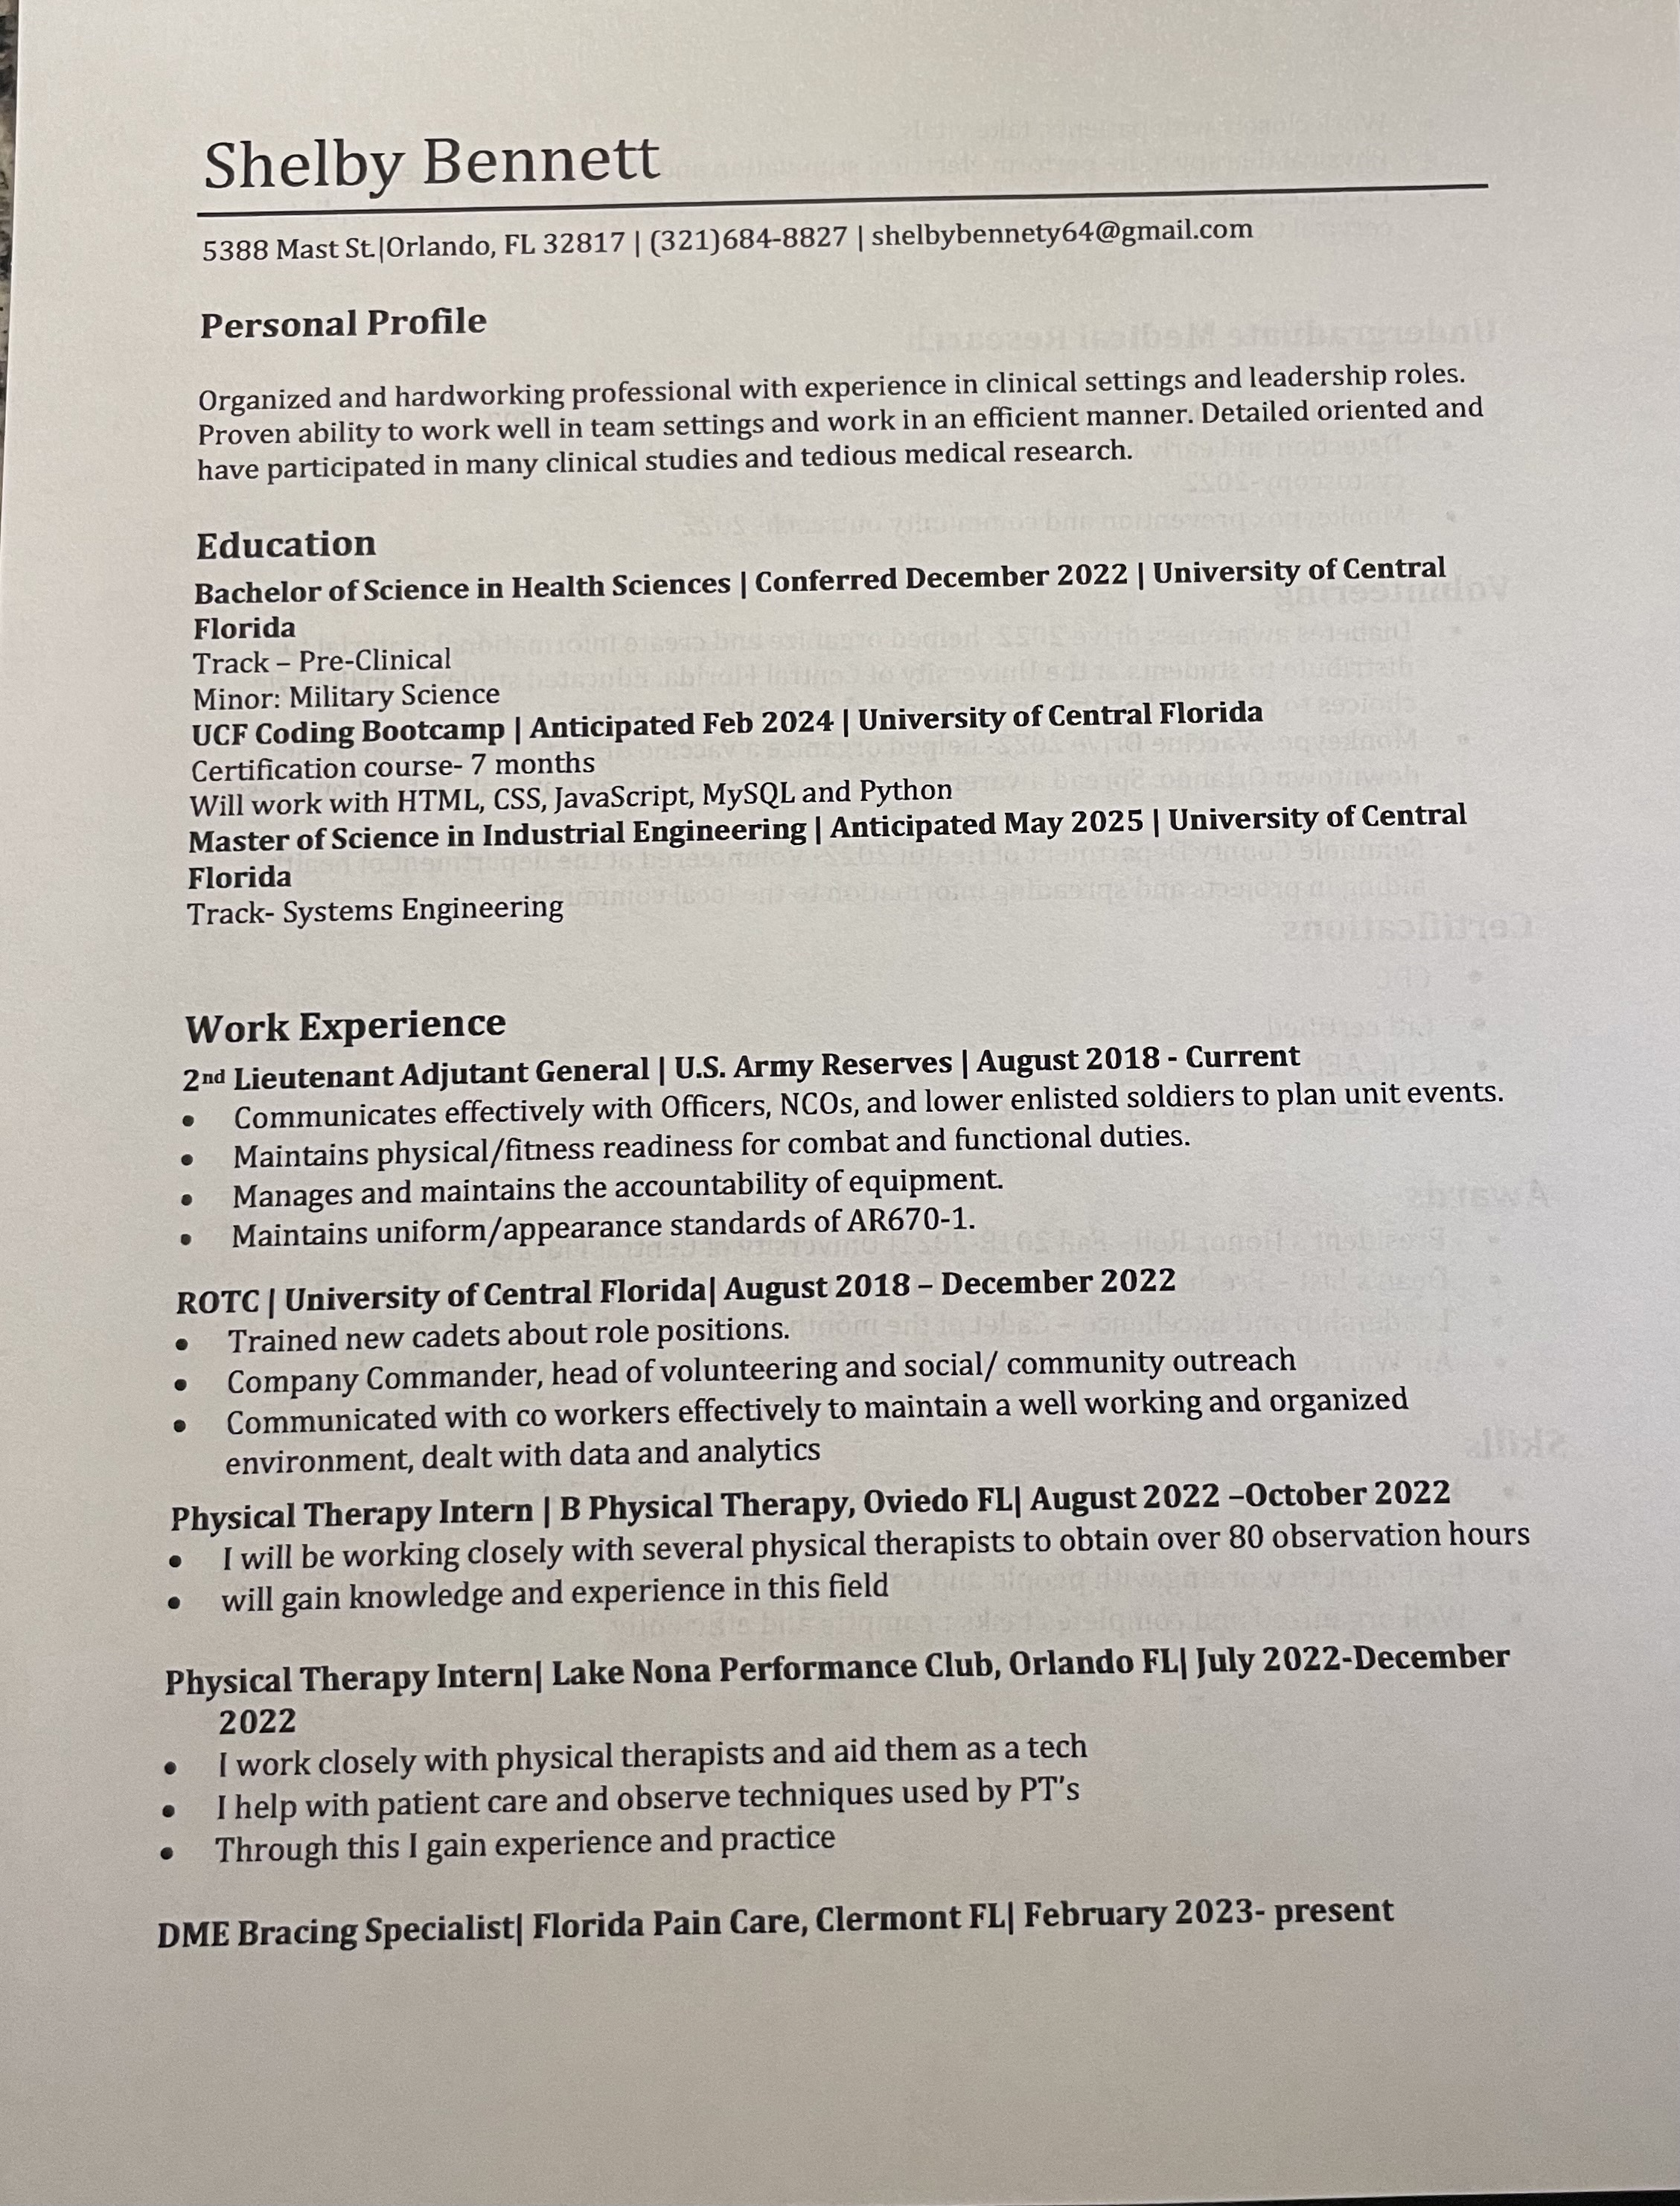 Shelby Bennett
5388 Mast St.|Orlando, FL 32817 | (321)684-8827 | shelbybennety64@gmail.com
Personal Profile
Organized and hardworking professional with experience in clinical settings and leadership roles.
Proven ability to work well in team settings and work in an efficient manner. Detailed oriented and
have participated in many clinical studies and tedious medical research.
Education
Bachelor of Science in Health Sciences | Conferred December 2022 | University of Central
Florida
Track – Pre-Clinical
Minor: Military Science
UCF Coding Bootcamp | Anticipated Feb 2024 | University of Central Florida
Certification course- 7 months
Will work with HTML, CSS, JavaScript, MySQL and Python
Master of Science in Industrial Engineering | Anticipated May 2025 | University of Central
Florida
Track- Systems Engineering
Work Experience
2nd Lieutenant Adjutant General | U.S. Army Reserves | August 2018 - Current
• Communicates effectively with Officers, NCOs, and lower enlisted soldiers to plan unit events.
• Maintains physical/fitness readiness for combat and functional duties.
• Manages and maintains the accountability of equipment.
• Maintains uniform/appearance standards of AR670-1.
ROTC | University of Central Florida| August 2018 – December 2022
• Trained new cadets about role positions.
• Company Commander, head of volunteering and social/ community outreach
• Communicated with co workers effectively to maintain a well working and organized
environment, dealt with data and analytics
Physical Therapy Intern | B Physical Therapy, Oviedo FL| August 2022 –October 2022
• I will be working closely with several physical therapists to obtain over 80 observation hours
• will gain knowledge and experience in this field
Physical Therapy Intern| Lake Nona Performance Club, Orlando FL| July 2022-December
2022
• I work closely with physical therapists and aid them as a tech
• I help with patient care and observe techniques used by PT's
• Through this I gain experience and practice
DME Bracing Specialist| Florida Pain Care, Clermont FL| February 2023- present